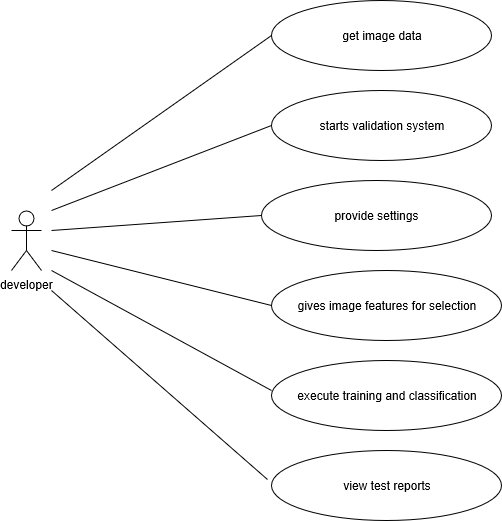 get image data
starts validation system
provide settings
developer
gives image features for selection
execute training and classification
view test reports